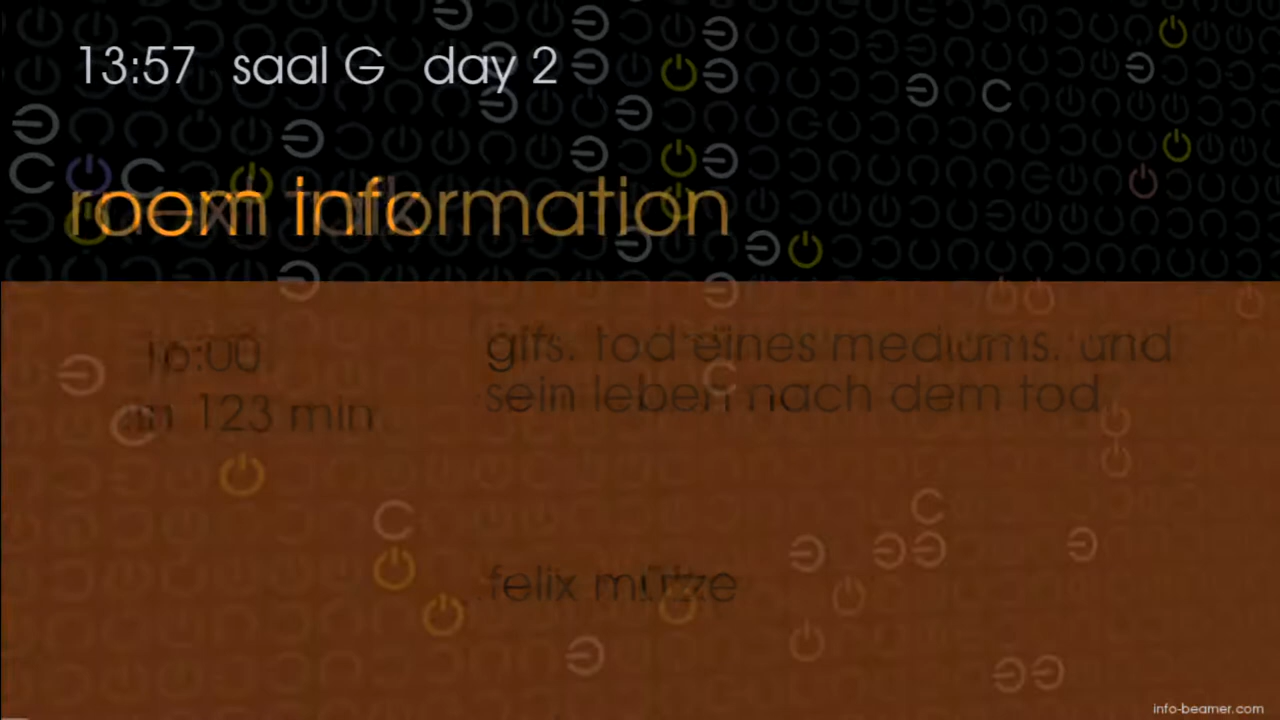 13:57 saal G day 2
information
16:00
in 123 min
gifs. tod eines mediums. und
sein leben nach dem tod
felix mütze
info-beamer.com